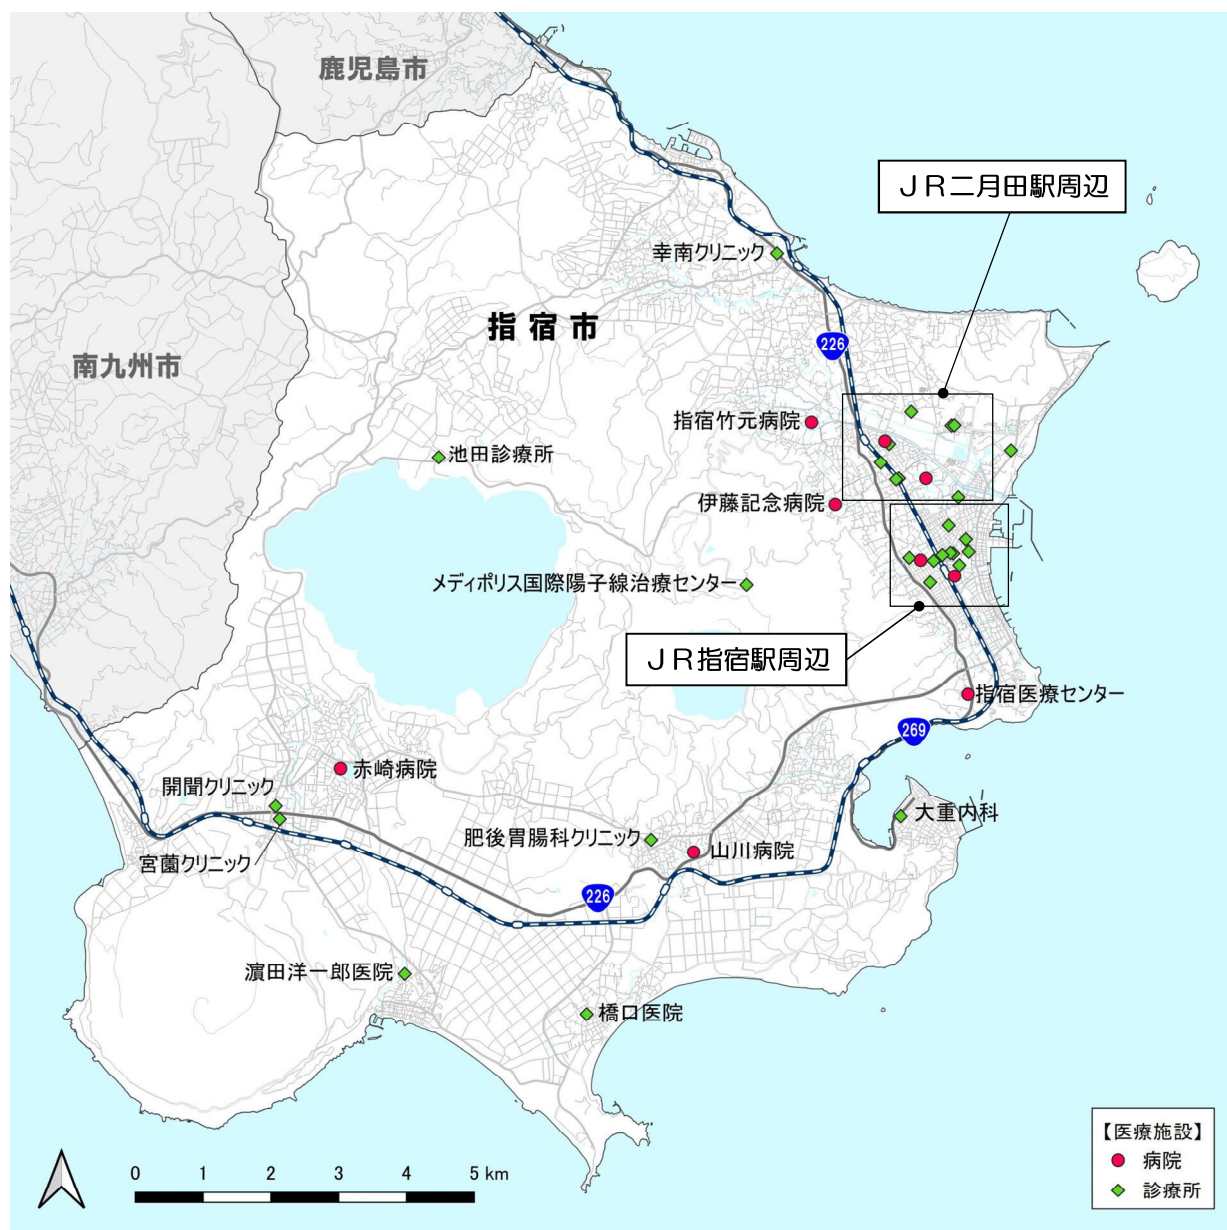 鹿児島市
JR二月田駅周辺
幸南クリニック
指宿市
226
南九州市
指宿竹元病院
池田診療所
伊藤記念病院
メディポリス国際陽子線治療センター
JR指宿駅周辺
指宿医療センター
269
赤崎病院
開聞クリニック
大重内科
肥後胃腸科クリニック
山川病院
宮薗クリニック
226
濵田洋一郎医院
橋口医院
【医療施設】
病院
診療所
0 1 2 3 4 5 km